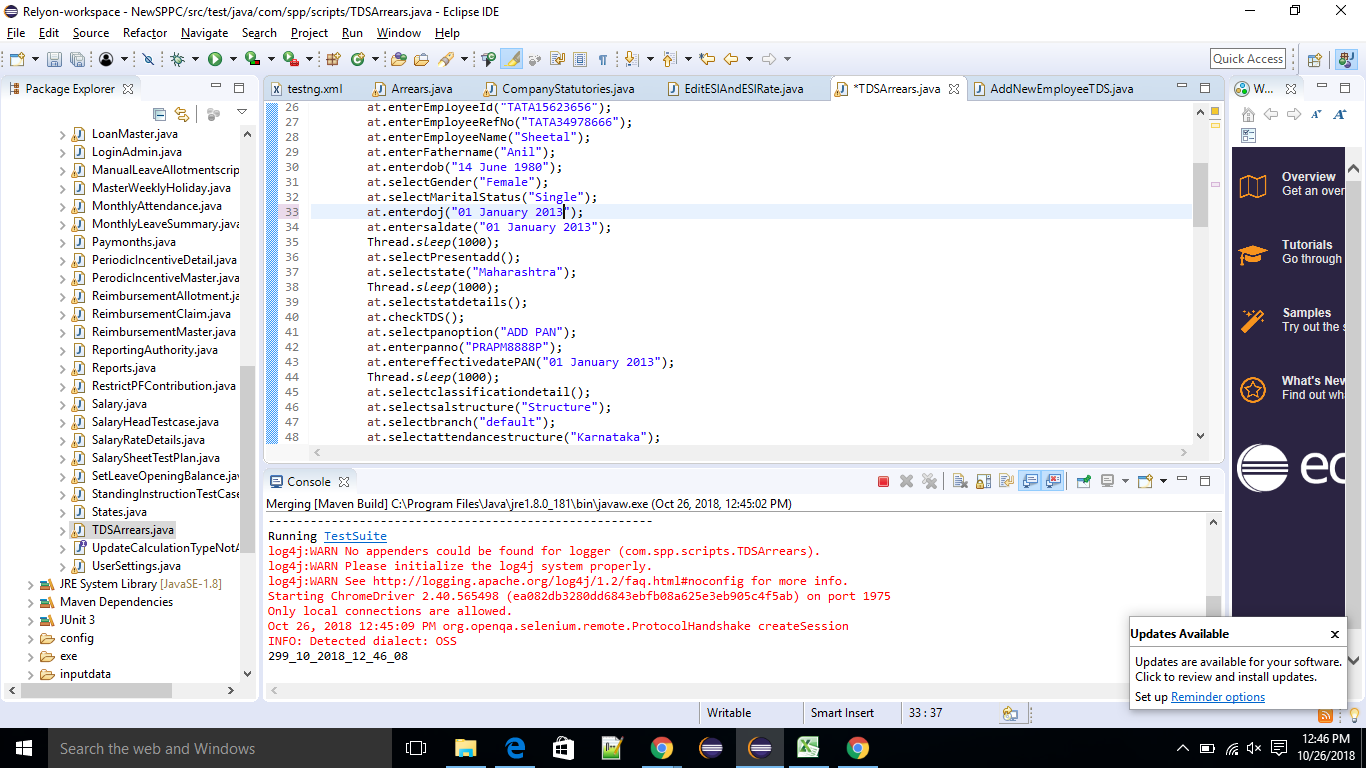 Relyon-workspace - NewSPPC/src/test/java/com/spp/scripts/TDSArrears.java - Eclipse IDE
File Edit Source Refactor Navigate Search Project Run Window Help
Quick Access
Package Explorer
testng.xml Arrears.java CompanyStatutories.java EditESIAndESIRate.java *TDSArrears.java AddNewEmployeeTDS.java
W...
LoanMaster.java
LoginAdmin.java
ManualLeaveAllotmentscrip
MasterWeeklyHoliday.java
MonthlyAttendance.java
MonthlyLeaveSummary.java
Paymonths.java
PeriodicIncentiveDetail.java
PerodicIncentiveMaster.java
ReimbursementAllotment.ja
ReimbursementClaim.java
ReimbursementMaster.java
ReportingAuthority.java
Reports.java
RestrictPFContribution.java
Salary.java
SalaryHeadTestcase.java
SalaryRateDetails.java
SalarySheetTestPlan.java
SetLeaveOpeningBalance.jav
StandingInstructionTestCase
States.java
TDSArrears.java
UpdateCalculationTypeNotA
UserSettings.java
JRE System Library [JavaSE-1.8]
Maven Dependencies
JUnit 3
config
exe
inputdata
26 at.enterEmployeeId("TATA15623656");
27 at.enterEmployeeRefNo("TATA34978666");
28 at.enterEmployeeName("Sheetal");
29 at.enterFathername("Anil");
30 at.enterdob("14 June 1980");
31 at.selectGender("Female");
32 at.selectMaritalStatus("Single");
33 at.enterdoj("01 January 2013");
34 at.entersaldate("01 January 2013");
35 Thread.sleep(1000);
36 at.selectPresentadd();
37 at.selectstate("Maharashtra");
38 Thread.sleep(1000);
39 at.selectstatdetails();
40 at.checkTDS();
41 at.selectpanoption("ADD PAN");
42 at.enterpanno("PRAPM8888P");
43 at.entereffectivedatePAN("01 January 2013");
44 Thread.sleep(1000);
45 at.selectclassificationdetail();
46 at.selectsalstructure("Structure");
47 at.selectbranch("default");
48 at.selectattendancestructure("Karnataka");
Overview
Get an over
Tutorials
Go through
Samples
Try out the s
What's New
Find out wh
ec
Console
Merging [Maven Build] C:\Program Files\Java\jre1.8.0_181\bin\javaw.exe (Oct 26, 2018, 12:45:02 PM)
-------------------------------------------------------
Running TestSuite
log4j:WARN No appenders could be found for logger (com.spp.scripts.TDSArrears).
log4j:WARN Please initialize the log4j system properly.
log4j:WARN See http://logging.apache.org/log4j/1.2/faq.html#noconfig for more info.
Starting ChromeDriver 2.40.565498 (ea082db3280dd6843ebfb08a625e3eb905c4f5ab) on port 1975
Only local connections are allowed.
Oct 26, 2018 12:45:09 PM org.openqa.selenium.remote.ProtocolHandshake createSession
INFO: Detected dialect: OSS
299_10_2018_12_46_08
Updates Available
Updates are available for your software.
Click to review and install updates.
Set up Reminder options
Writable Smart Insert 33 : 37
Search the web and Windows
12:46 PM
10/26/2018